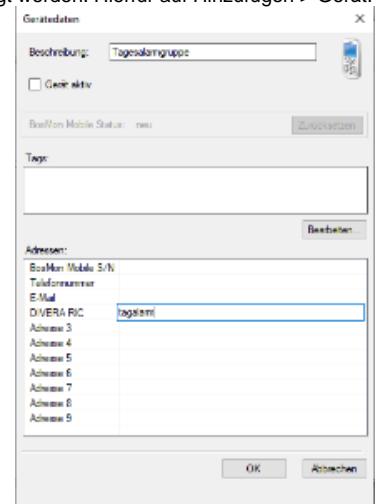 gt werden. Hierfür auf Hinzufügen > Gerät.
Gerätedaten
Beschreibung: Tagesalarmgruppe
Gerät aktiv
BosMon Mobile Status: neu Zurücksetzen
Tags:
Bearbeiten...
Adressen:
BosMon Mobile S/N
Telefonnummer
E-Mail
DIVERA RIC tagalarm
Adresse 3
Adresse 4
Adresse 5
Adresse 6
Adresse 7
Adresse 8
Adresse 9
OK Abbrechen